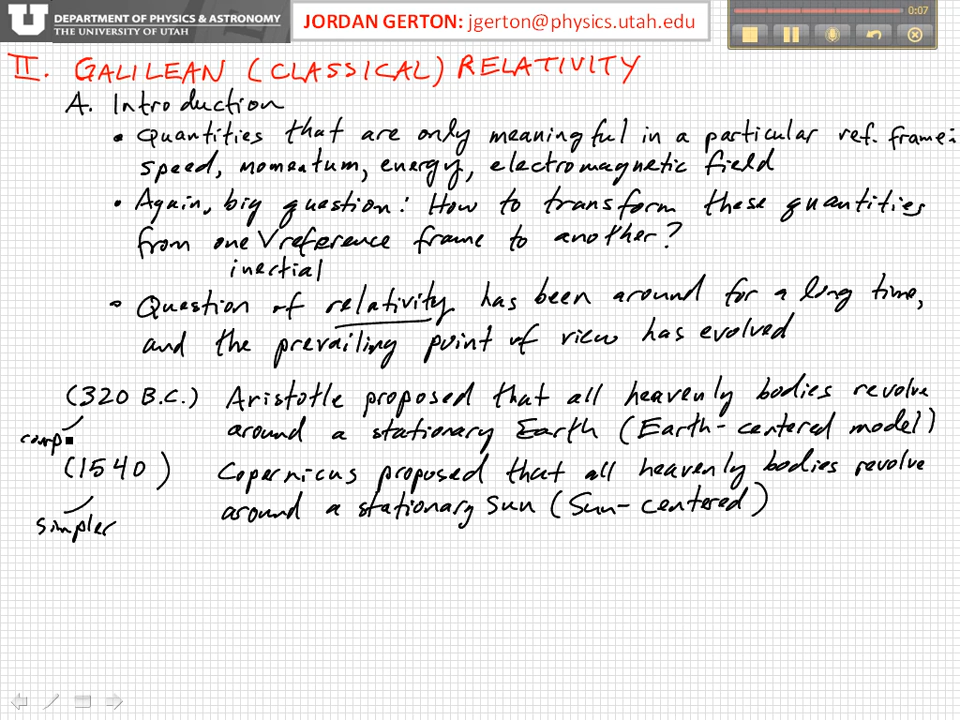 U DEPARTMENT OF PHYSICS & ASTRONOMY
THE UNIVERSITY OF UTAH
JORDAN GERTON: jgerton@physics.utah.edu
0:07
II. GALILEAN (CLASSICAL) RELATIVITY
A. Introduction
• Quantities that are only meaningful in a particular ref. frame:
speed, momentum, energy, electromagnetic field
• Again, big question: How to transform these quantities
from one ∨ reference frame to another?
inertial
• Question of relativity has been around for a long time,
and the prevailing point of view has evolved
(320 B.C.) Aristotle proposed that all heavenly bodies revolve
around a stationary Earth (Earth-centered model)
comp
(1540) Copernicus proposed that all heavenly bodies revolve
around a stationary Sun (Sun-centered)
simpler